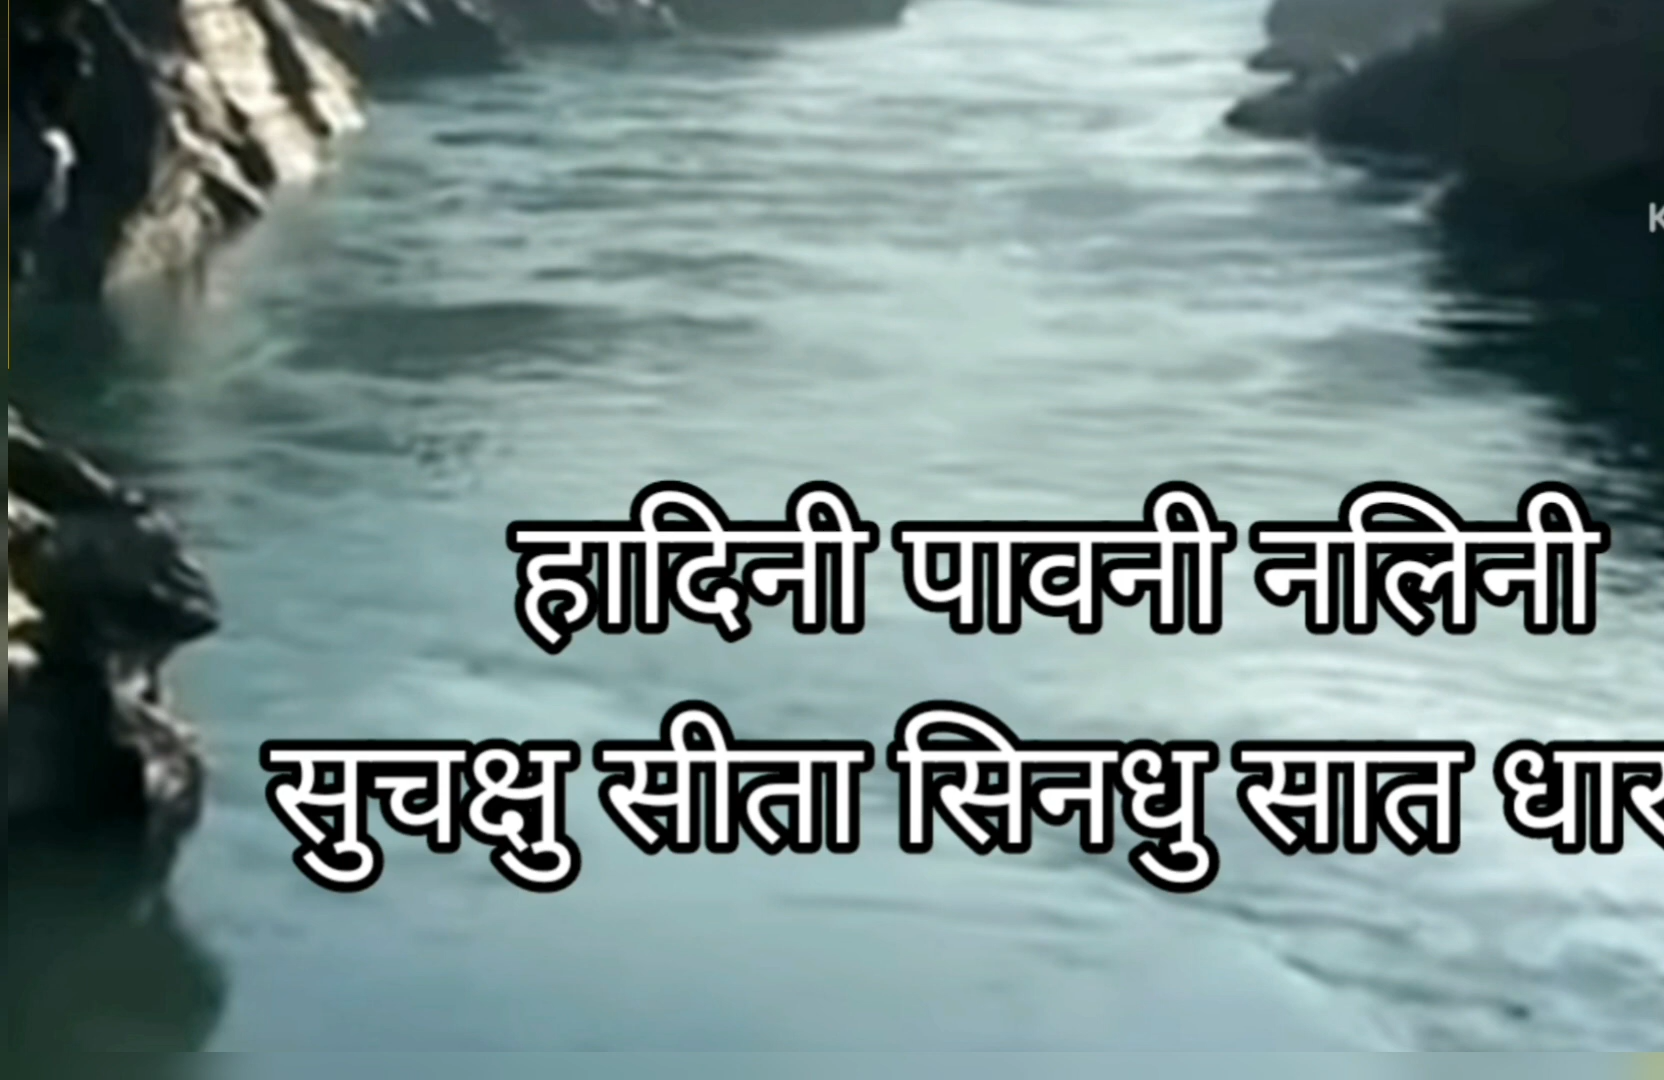 हादिनी पावनी नलिनी
सुचक्षु सीता सिनधु सात